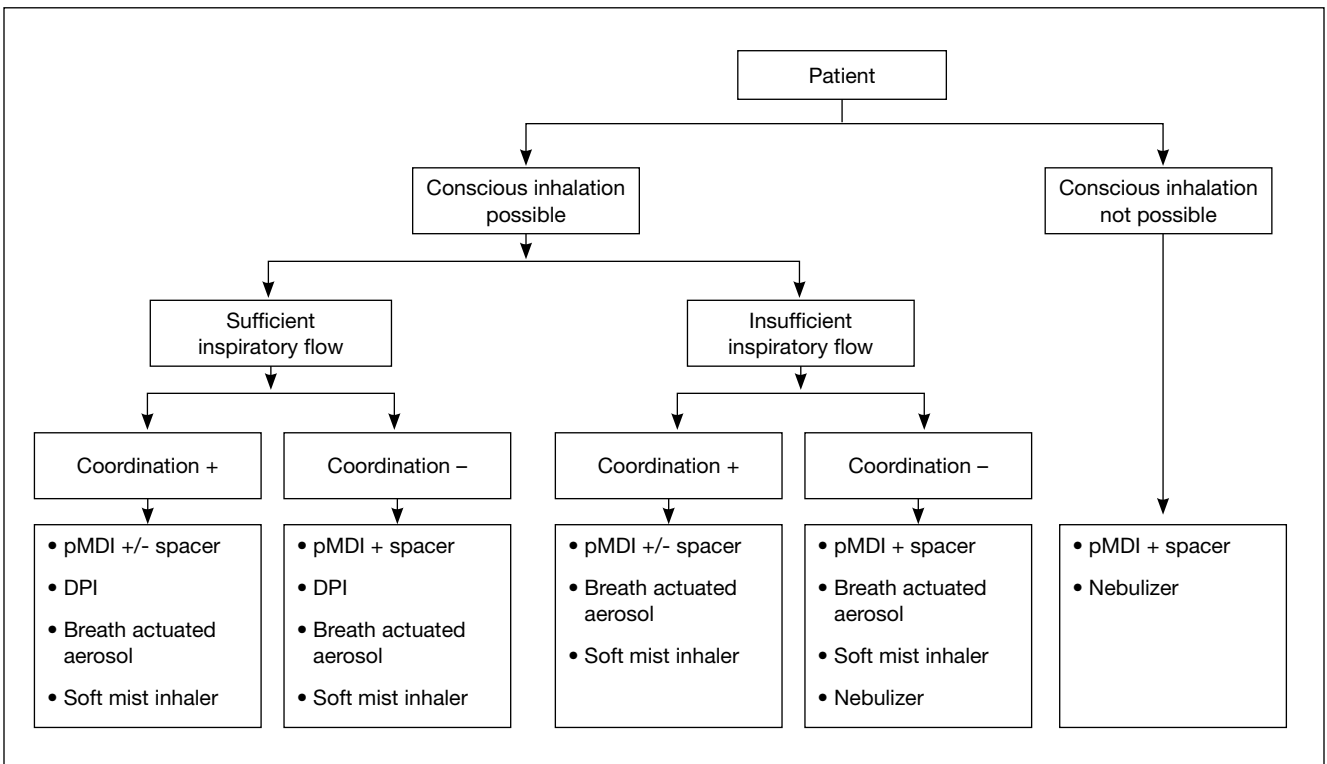 Patient
Conscious inhalation
possible
Conscious inhalation
not possible
Sufficient
inspiratory flow
Insufficient
inspiratory flow
Coordination +
Coordination –
Coordination +
Coordination –
• pMDI +/- spacer
• DPI
• Breath actuated
aerosol
• Soft mist inhaler
• pMDI + spacer
• DPI
• Breath actuated
aerosol
• Soft mist inhaler
• pMDI +/- spacer
• Breath actuated
aerosol
• Soft mist inhaler
• pMDI + spacer
• Breath actuated
aerosol
• Soft mist inhaler
• Nebulizer
• pMDI + spacer
• Nebulizer